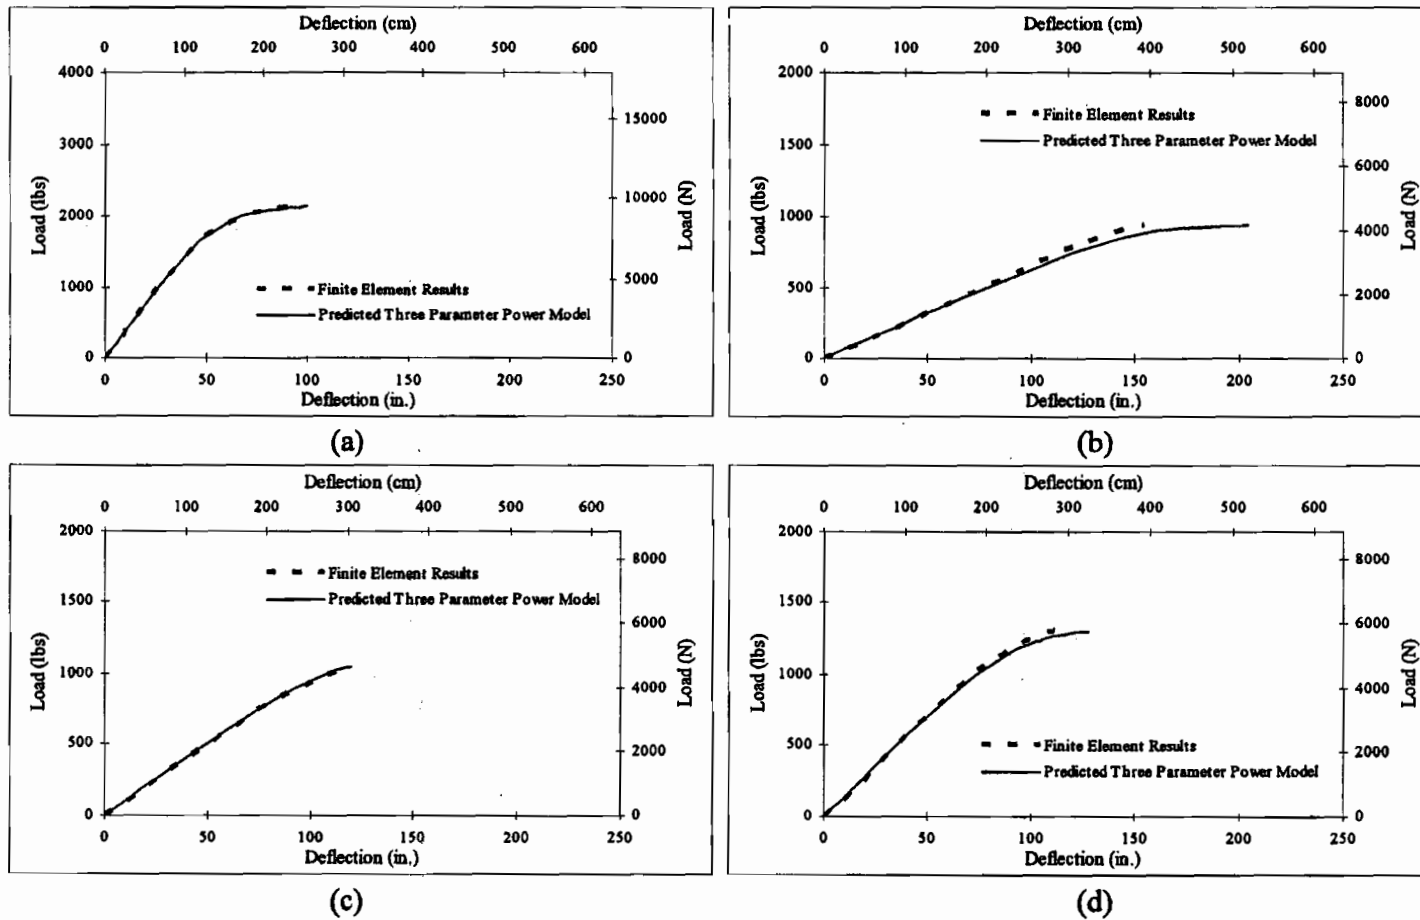 Deflection (cm)
0 100 200 300 400 500 600
4000
3000
2000
1000
0
Load (lbs)
15000
10000
5000
0
Load (N)
Finite Element Results
Predicted Three Parameter Power Model
0 50 100 150 200 250
Deflection (in.)
(a)
Deflection (cm)
0 100 200 300 400 500 600
2000
1500
1000
500
0
Load (lbs)
8000
6000
4000
2000
0
Load (N)
Finite Element Results
Predicted Three Parameter Power Model
0 50 100 150 200 250
Deflection (in.)
(b)
Deflection (cm)
0 100 200 300 400 500 600
2000
1500
1000
500
0
Load (lbs)
8000
6000
4000
2000
0
Load (N)
Finite Element Results
Predicted Three Parameter Power Model
0 50 100 150 200 250
Deflection (in.)
(c)
Deflection (cm)
0 100 200 300 400 500 600
2000
1500
1000
500
0
Load (lbs)
8000
6000
4000
2000
0
Load (N)
Finite Element Results
Predicted Three Parameter Power Model
0 50 100 150 200 250
Deflection (in.)
(d)